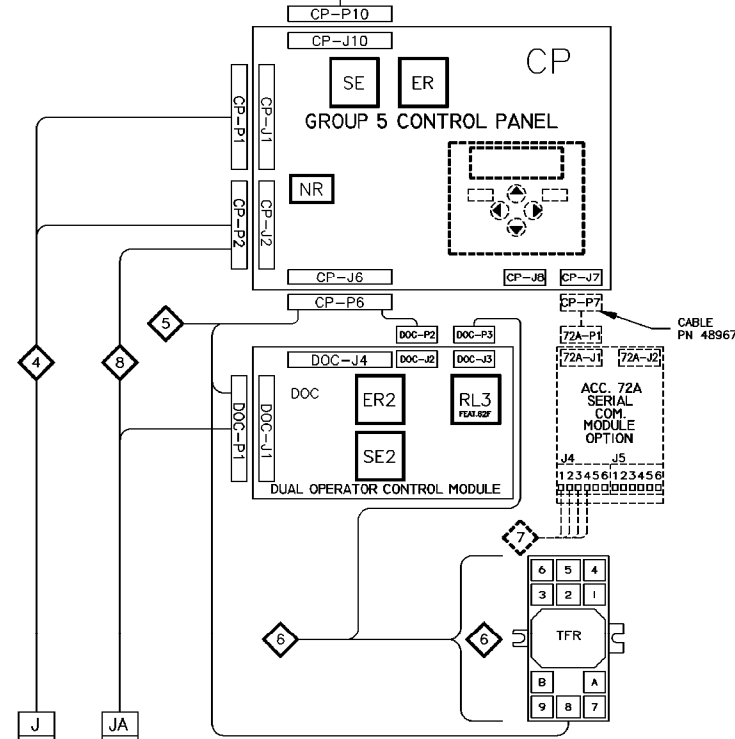 CP-P10
CP-J10
CP
SE
ER
GROUP 5 CONTROL PANEL
CP-P1
CP-J1
NR
CP-P2
CP-J2
CP-J6
CP-J8
CP-J7
CP-P6
CP-P7
5
DOC-P2
DOC-P3
72A-P1
CABLE
PN 48967
4
8
DOC-J4
DOC-J2
DOC-J3
72A-J1
72A-J2
DOC
ER2
RL3
FEAT.82F
ACC. 72A
SERIAL
COM.
MODULE
OPTION
DOC-P1
DOC-J1
SE2
J4
J5
123456
123456
DUAL OPERATOR CONTROL MODULE
7
6 5 4
3 2 1
6
6
TFR
B A
9 8 7
J
JA